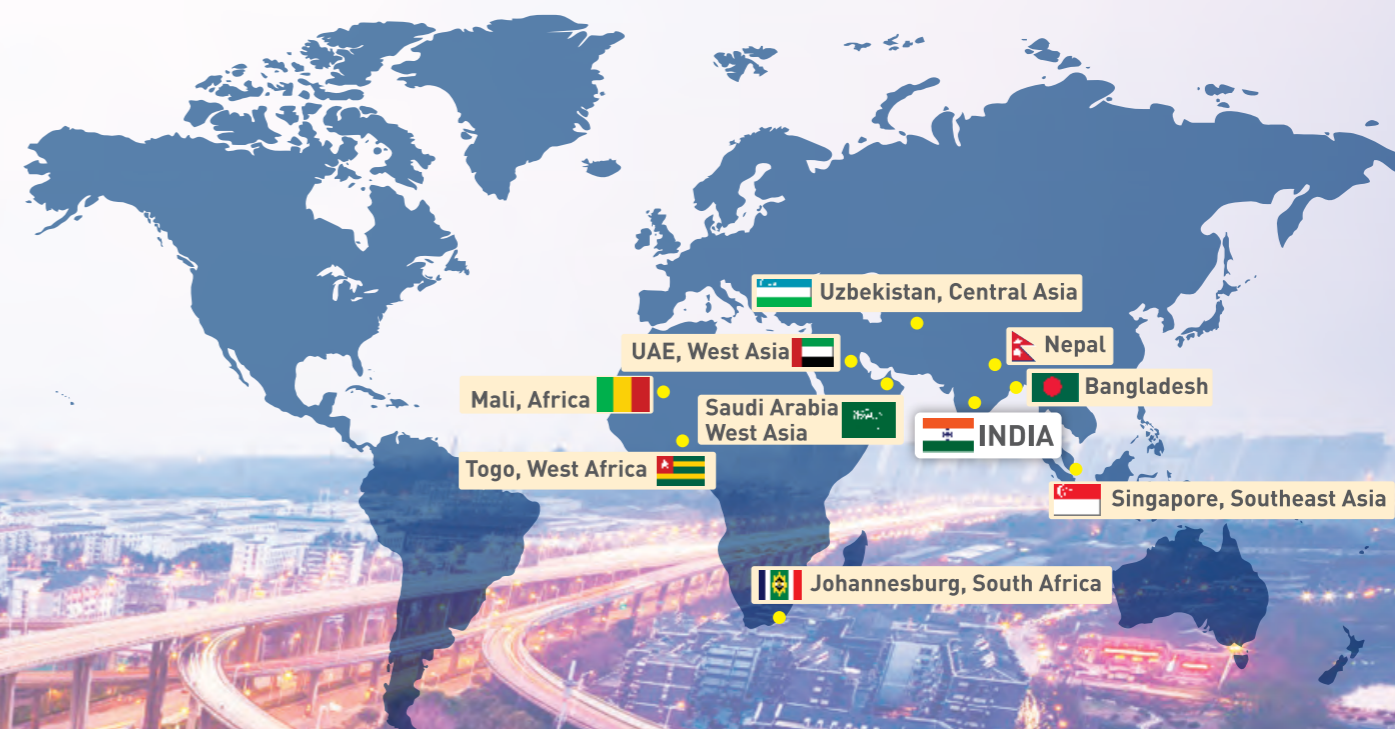 Uzbekistan, Central Asia
UAE, West Asia
Nepal
Mali, Africa
Saudi Arabia
West Asia
Bangladesh
INDIA
Togo, West Africa
Singapore, Southeast Asia
Johannesburg, South Africa